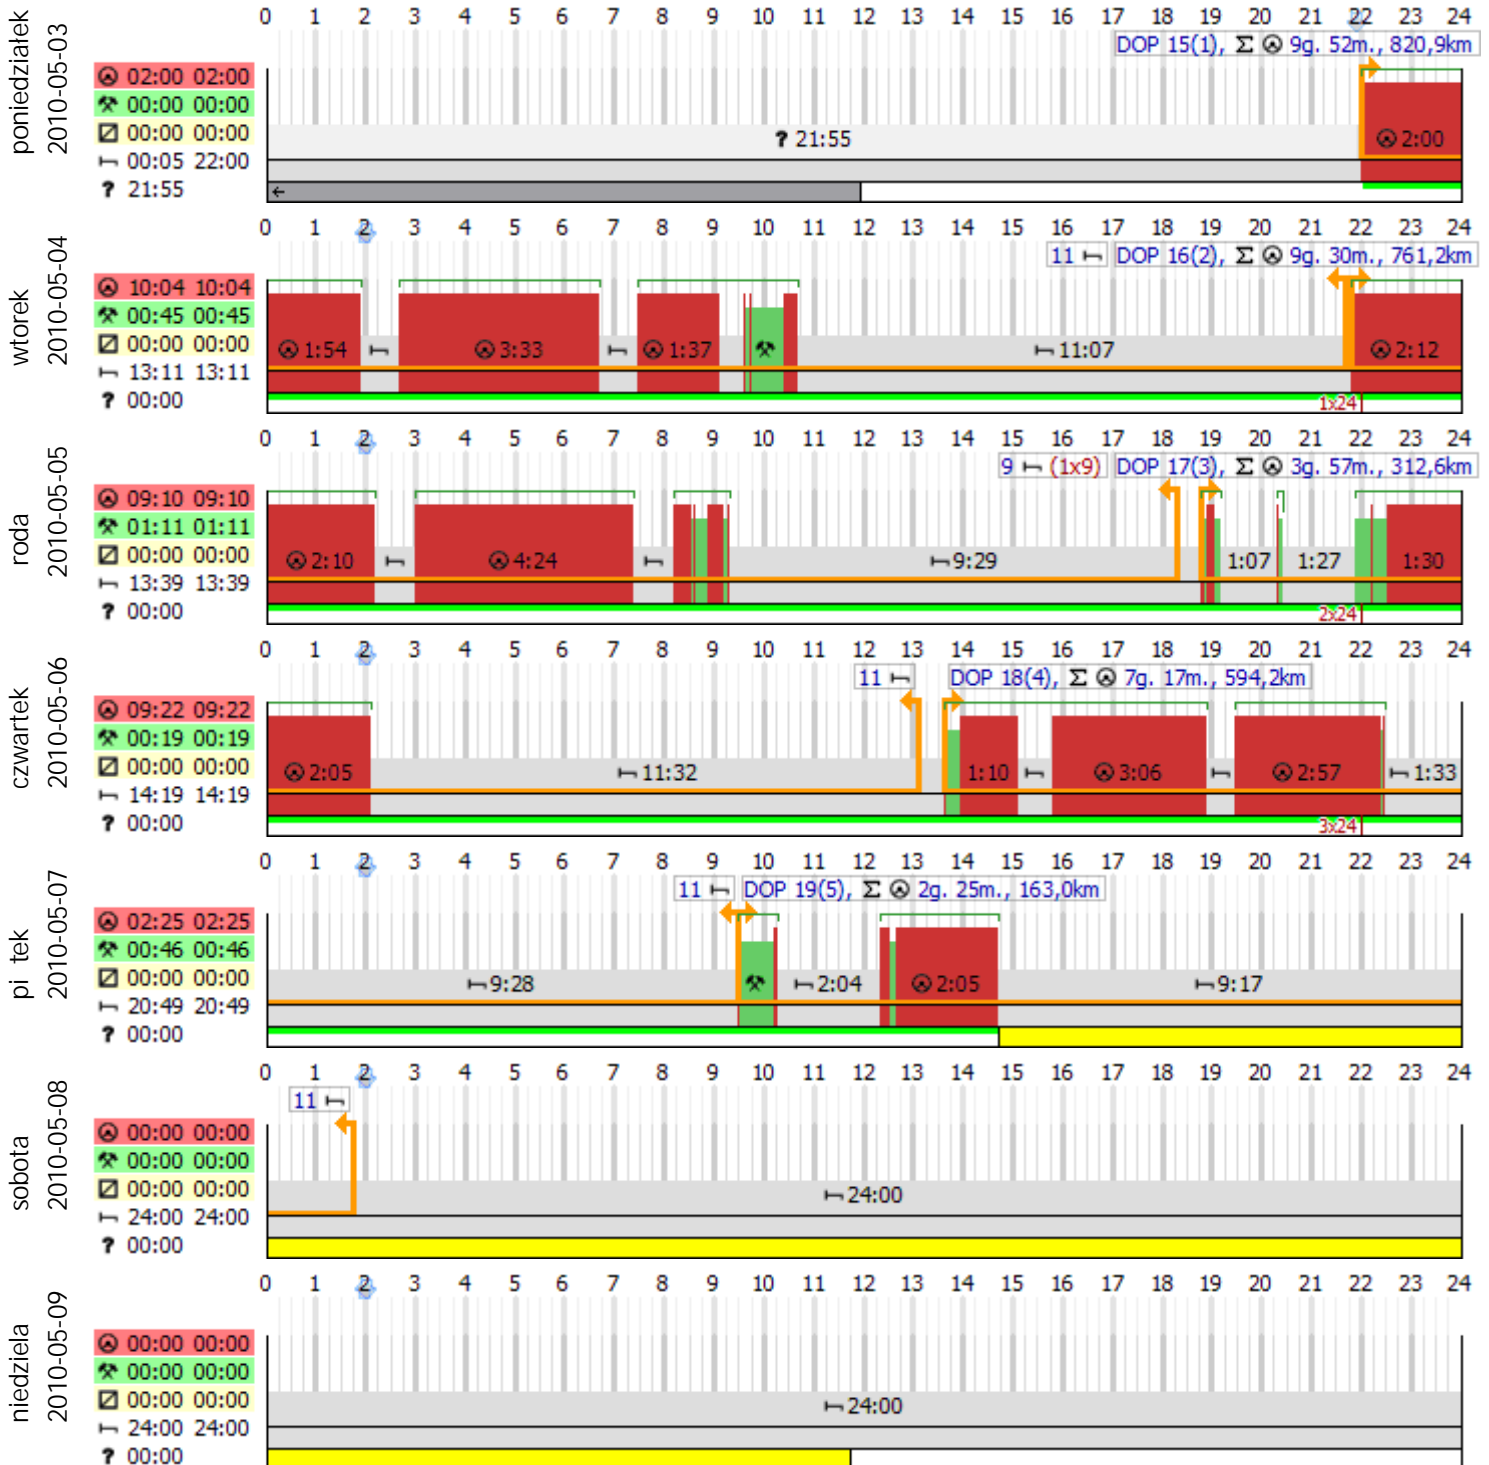 poniedziałek
2010-05-03
0 1 2 3 4 5 6 7 8 9 10 11 12 13 14 15 16 17 18 19 20 21 22 23 24
DOP 15(1), Σ 9g. 52m., 820,9km
02:00 02:00
00:00 00:00
00:00 00:00
00:05 22:00
? 21:55
? 21:55
2:00
wtorek
2010-05-04
0 1 2 3 4 5 6 7 8 9 10 11 12 13 14 15 16 17 18 19 20 21 22 23 24
11 DOP 16(2), Σ 9g. 30m., 761,2km
10:04 10:04
00:45 00:45
00:00 00:00
13:11 13:11
? 00:00
1:54 3:33 1:37 11:07 2:12
1x24
roda
2010-05-05
0 1 2 3 4 5 6 7 8 9 10 11 12 13 14 15 16 17 18 19 20 21 22 23 24
9 (1x9) DOP 17(3), Σ 3g. 57m., 312,6km
09:10 09:10
01:11 01:11
00:00 00:00
13:39 13:39
? 00:00
2:10 4:24 9:29 1:07 1:27 1:30
2x24
czwartek
2010-05-06
0 1 2 3 4 5 6 7 8 9 10 11 12 13 14 15 16 17 18 19 20 21 22 23 24
11 DOP 18(4), Σ 7g. 17m., 594,2km
09:22 09:22
00:19 00:19
00:00 00:00
14:19 14:19
? 00:00
2:05 11:32 1:10 3:06 2:57 1:33
3x24
pi tek
2010-05-07
0 1 2 3 4 5 6 7 8 9 10 11 12 13 14 15 16 17 18 19 20 21 22 23 24
11 DOP 19(5), Σ 2g. 25m., 163,0km
02:25 02:25
00:46 00:46
00:00 00:00
20:49 20:49
? 00:00
9:28 2:04 2:05 9:17
sobota
2010-05-08
0 1 2 3 4 5 6 7 8 9 10 11 12 13 14 15 16 17 18 19 20 21 22 23 24
11
00:00 00:00
00:00 00:00
00:00 00:00
24:00 24:00
? 00:00
24:00
niedziela
2010-05-09
0 1 2 3 4 5 6 7 8 9 10 11 12 13 14 15 16 17 18 19 20 21 22 23 24
00:00 00:00
00:00 00:00
00:00 00:00
24:00 24:00
? 00:00
24:00